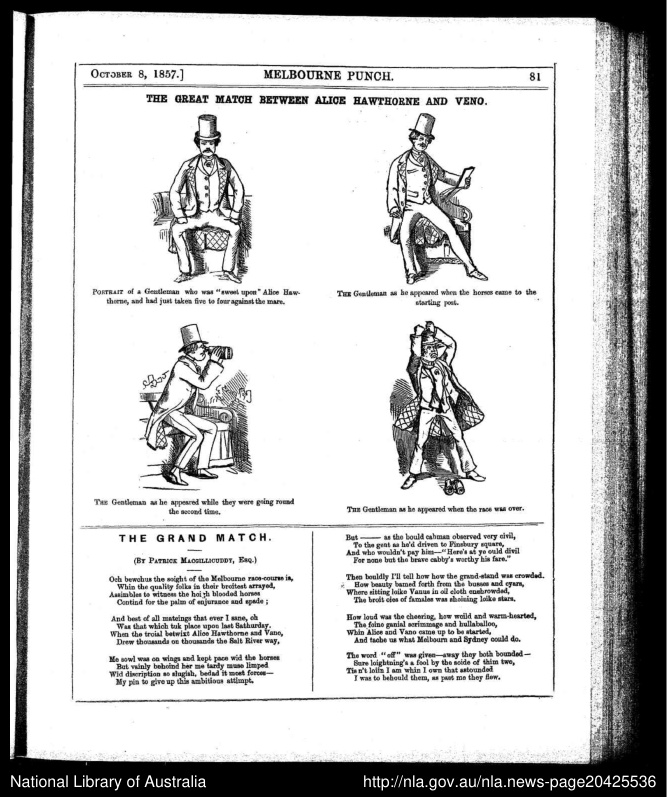 OCTOBER 8, 1857.] MELBOURNE PUNCH. 81
THE GREAT MATCH BETWEEN ALICE HAWTHORNE AND VENO.
PORTRAIT of a Gentleman who was "sweet upon" Alice Haw-
thorne, and had just taken five to four against the mare.
THE Gentleman as he appeared when the horses came to the
starting post.
THE Gentleman as he appeared while they were going round
the second time.
THE Gentleman as he appeared when the race was over.
THE GRAND MATCH.
(BY PATRICK MACGILLICUDDY, ESQ.)
Och bewchus the soight of the Melbourne race-course is,
Whin the quality folks in their broitest arrayed,
Assimbles to witness the hoigh blooded horses
Contind for the palm of enjurance and spade;
And best of all mateings that ever I sane, oh
Was that which tuk place upon last Sathurday.
When the troial betwixt Alice Hawthorne and Vano,
Drew thousands on thousands the Salt River way,
Me sowl was on wings and kept pace wid the horses
But vainly behoind her me tardy muse limped
Wid discription so slugish, bedad it most forces—
My pin to give up this ambitious attimpt.
But —— as the bould cabman observed very civil,
To the gent as he'd driven to Finsbury square,
And who wouldn't pay him—"Here's at ye ould divil
For none but the brave cabby's worthy his fare."
Then bouldly I'll tell how how the grand-stand was crowded.
How beauty bamed forth from the busses and cyars,
Where sitting loike Vanus in oil cloth enshrowded,
The broit eies of famales was shoining loike stars.
How loud was the cheering, how woild and warm-hearted,
The foine ganial scrimmage and hullaballoo,
Whin Alice and Vano came up to be started,
And tache us what Melbourn and Sydney could do.
The word "off" was given—away they both bounded—
Sure loightning's a fool by the soide of thim two,
Tis n't loifn I am whin I own that astounded
I was to behould them, as past me they flew.
National Library of Australia http://nla.gov.au/nla.news-page20425536